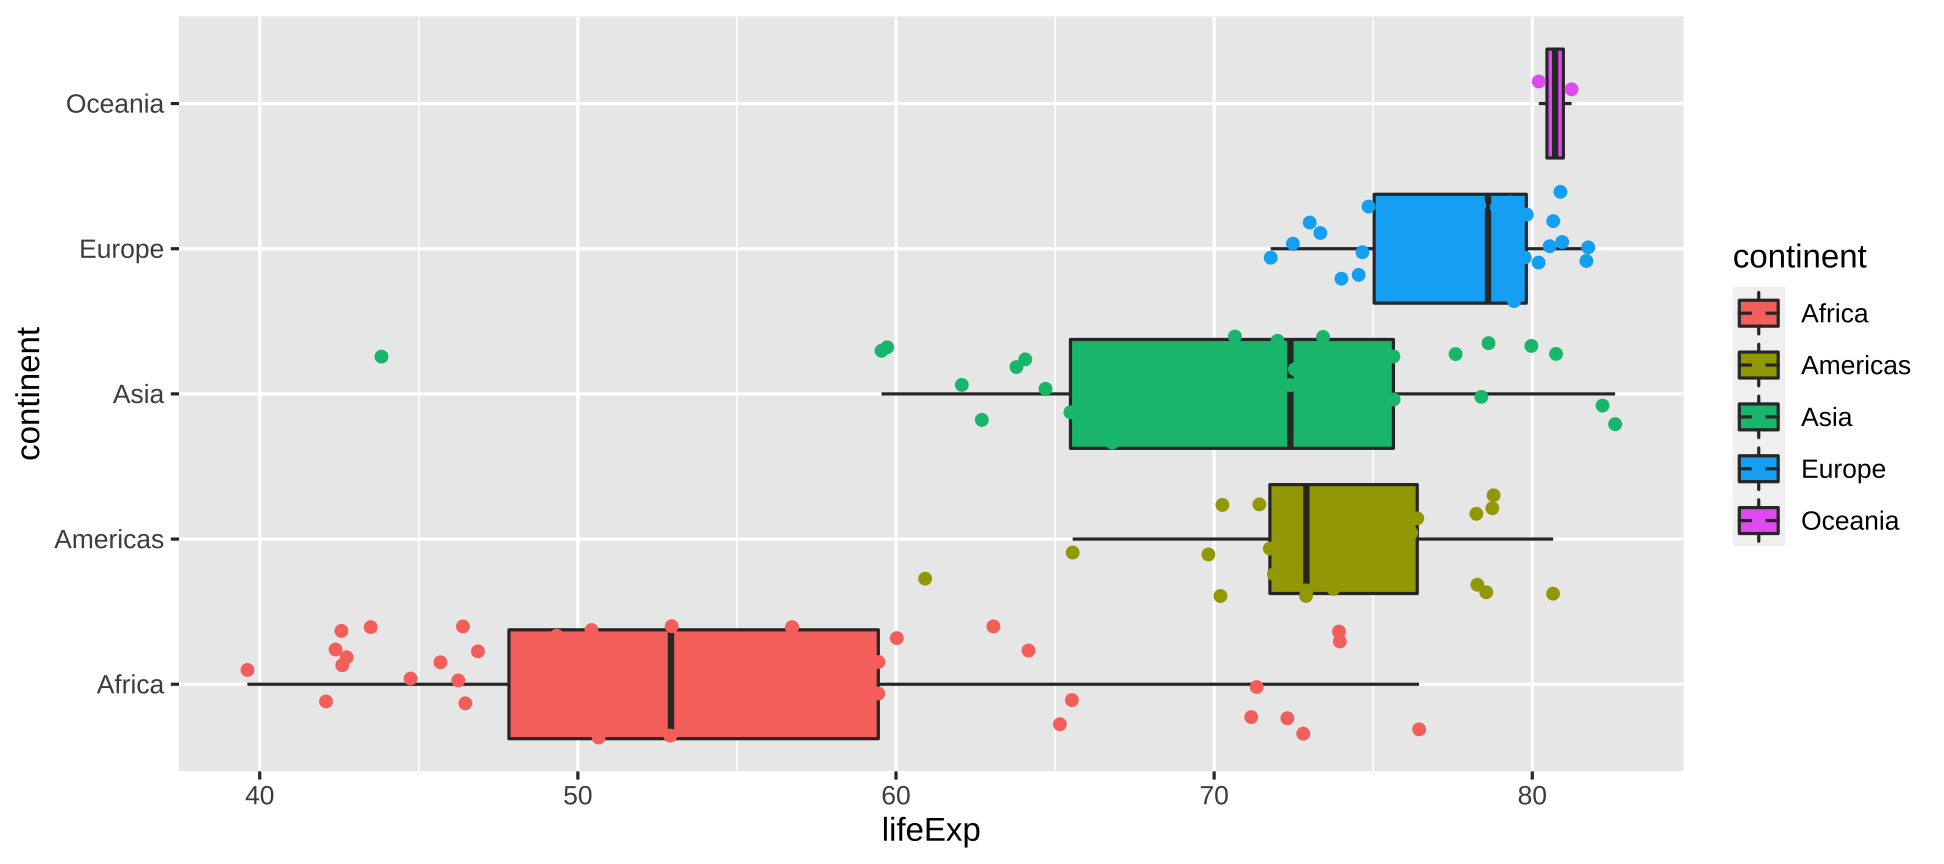 Oceania
Europe
Asia
Americas
Africa
continent
40 50 60 70 80
lifeExp
continent
Africa
Americas
Asia
Europe
Oceania